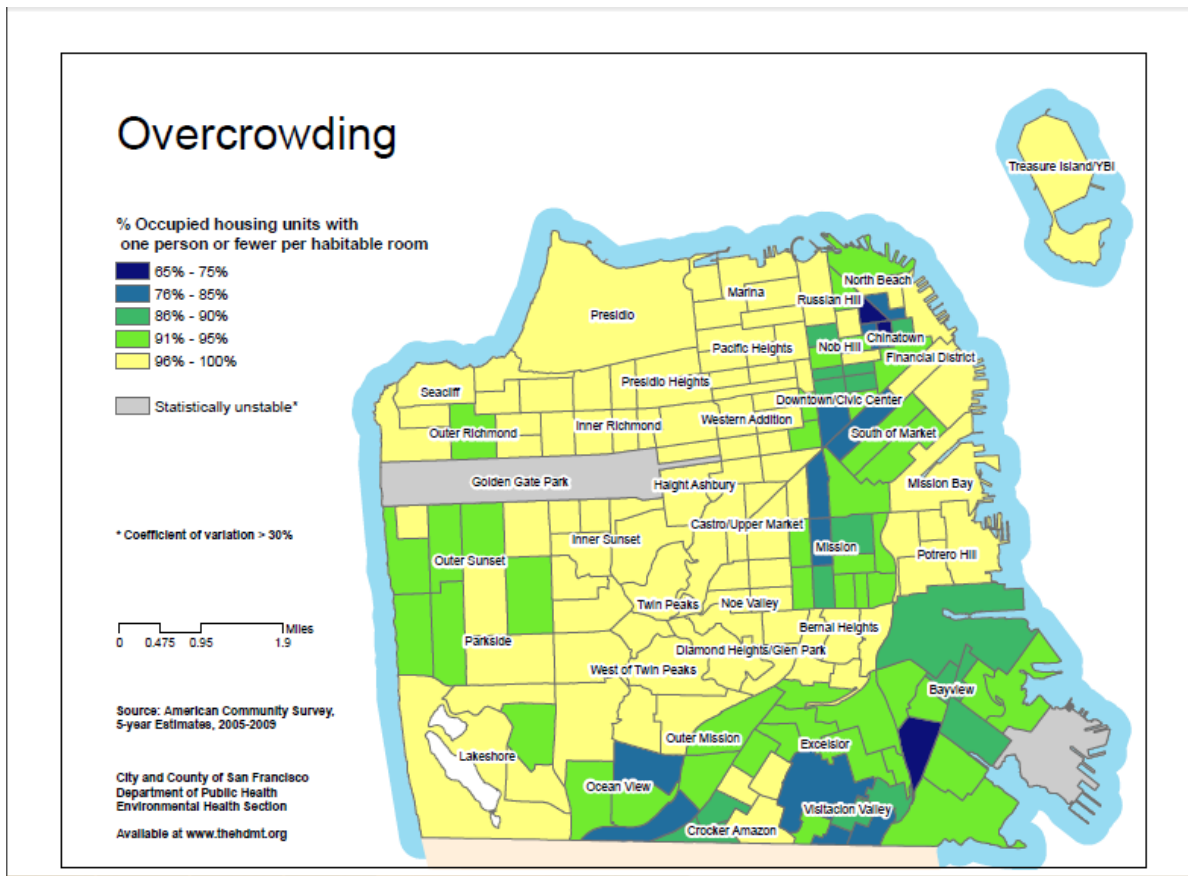 Overcrowding
% Occupied housing units with
one person or fewer per habitable room
65% - 75%
76% - 85%
86% - 90%
91% - 95%
96% - 100%
Statistically unstable*
* Coefficient of variation > 30%
0 0.475 0.95 1.9 Miles
Source: American Community Survey,
5-year Estimates, 2005-2009
City and County of San Francisco
Department of Public Health
Environmental Health Section
Available at www.thehdmt.org
Treasure Island/YBI
North Beach
Marina
Russian Hill
Presidio
Chinatown
Nob Hill
Pacific Heights
Financial District
Presidio Heights
Seacliff
Downtown/Civic Center
Western Addition
Inner Richmond
Outer Richmond
South of Market
Golden Gate Park
Haight Ashbury
Mission Bay
Castro/Upper Market
Inner Sunset
Mission
Potrero Hill
Outer Sunset
Twin Peaks
Noe Valley
Bernal Heights
Parkside
Diamond Heights/Glen Park
West of Twin Peaks
Bayview
Outer Mission
Excelsior
Lakeshore
Ocean View
Visitacion Valley
Crocker Amazon